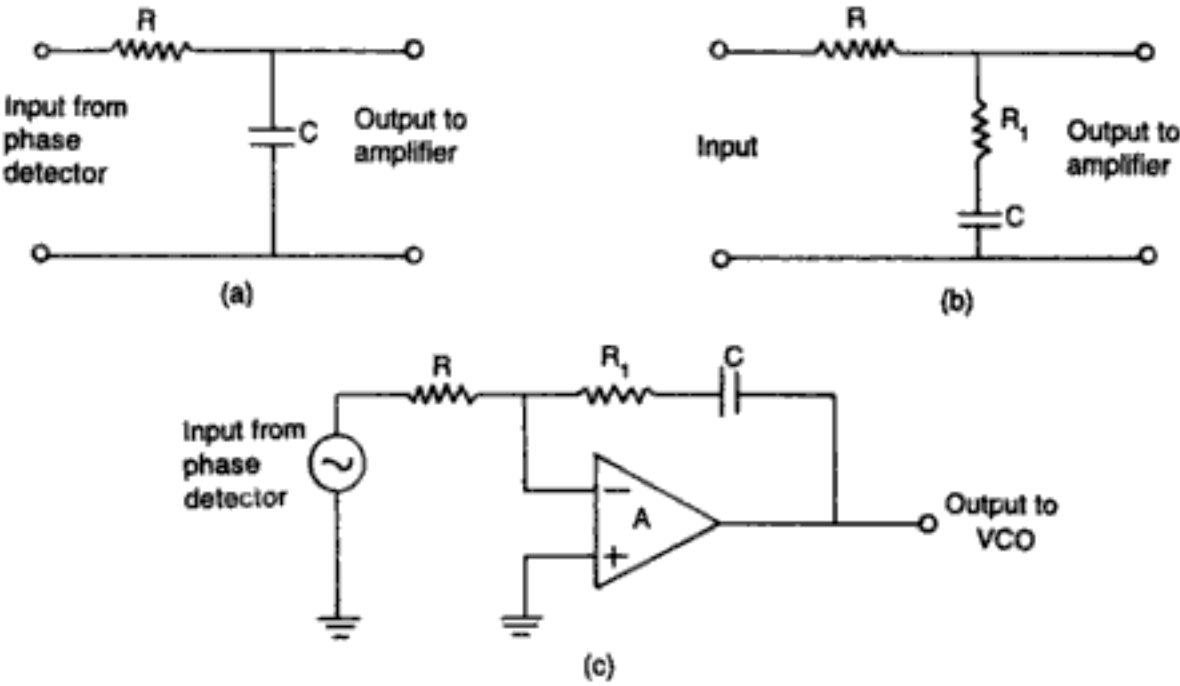 R
Input from
phase
detector
C
Output to
amplifier
(a)
R
Input
R₁
C
Output to
amplifier
(b)
R
R₁
C
Input from
phase
detector
−
A
+
Output to
VCO
(c)